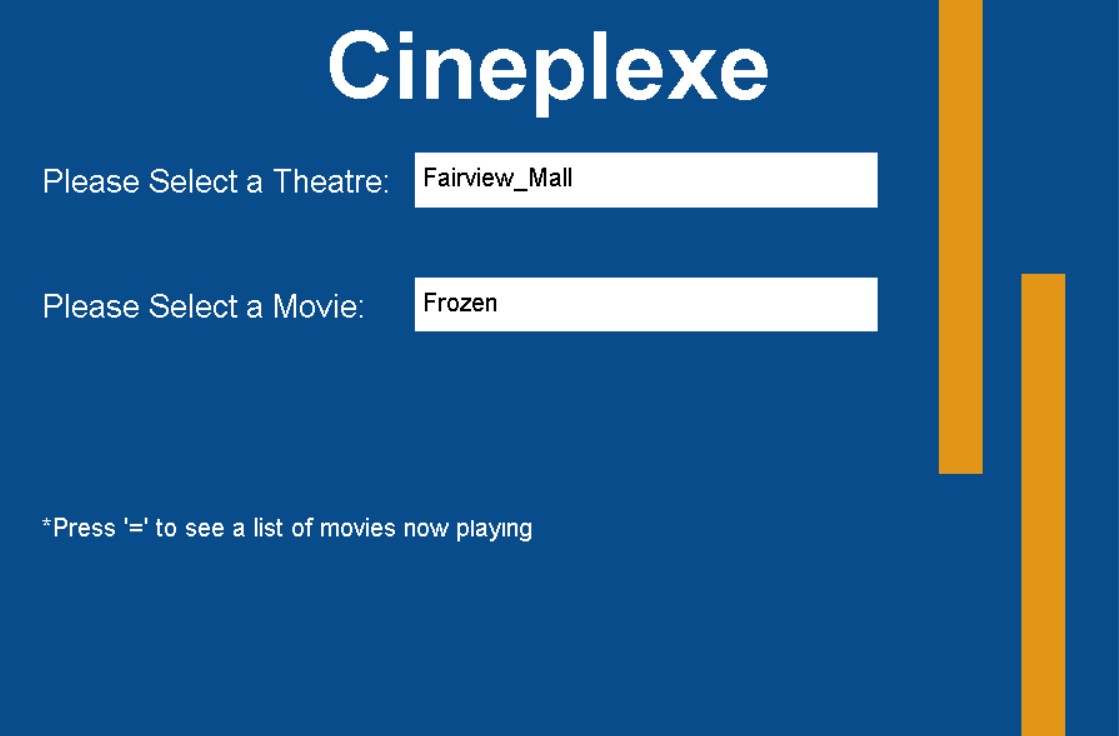 Cineplexe
Please Select a Theatre: Fairview_Mall
Please Select a Movie: Frozen
*Press '=' to see a list of movies now playing